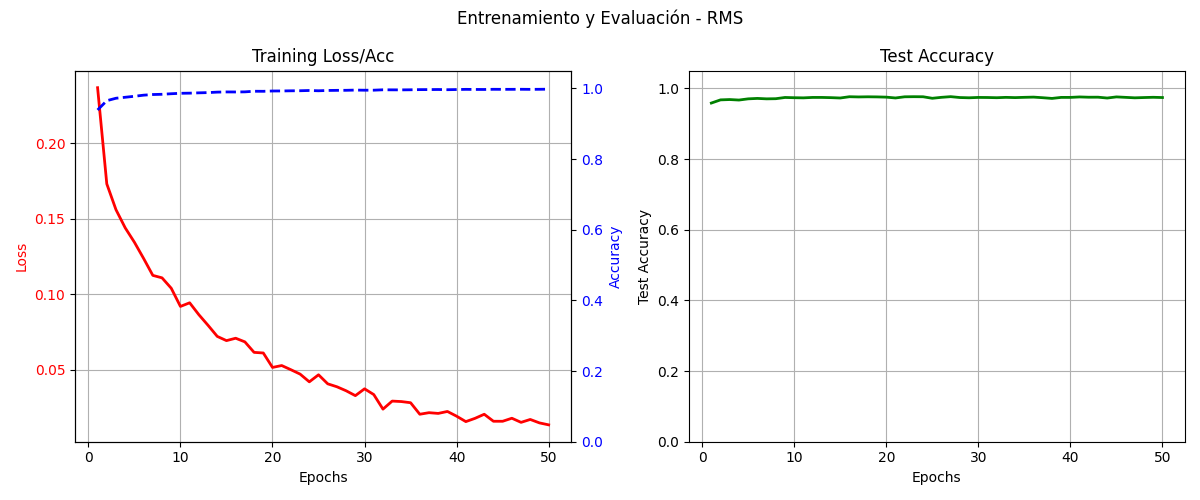 Entrenamiento y Evaluación - RMS
Training Loss/Acc
Loss
0.20
0.15
0.10
0.05
0 10 20 30 40 50
Epochs
1.0
0.8
0.6
0.4
0.2
0.0
Accuracy
Test Accuracy
Test Accuracy
1.0
0.8
0.6
0.4
0.2
0.0
0 10 20 30 40 50
Epochs